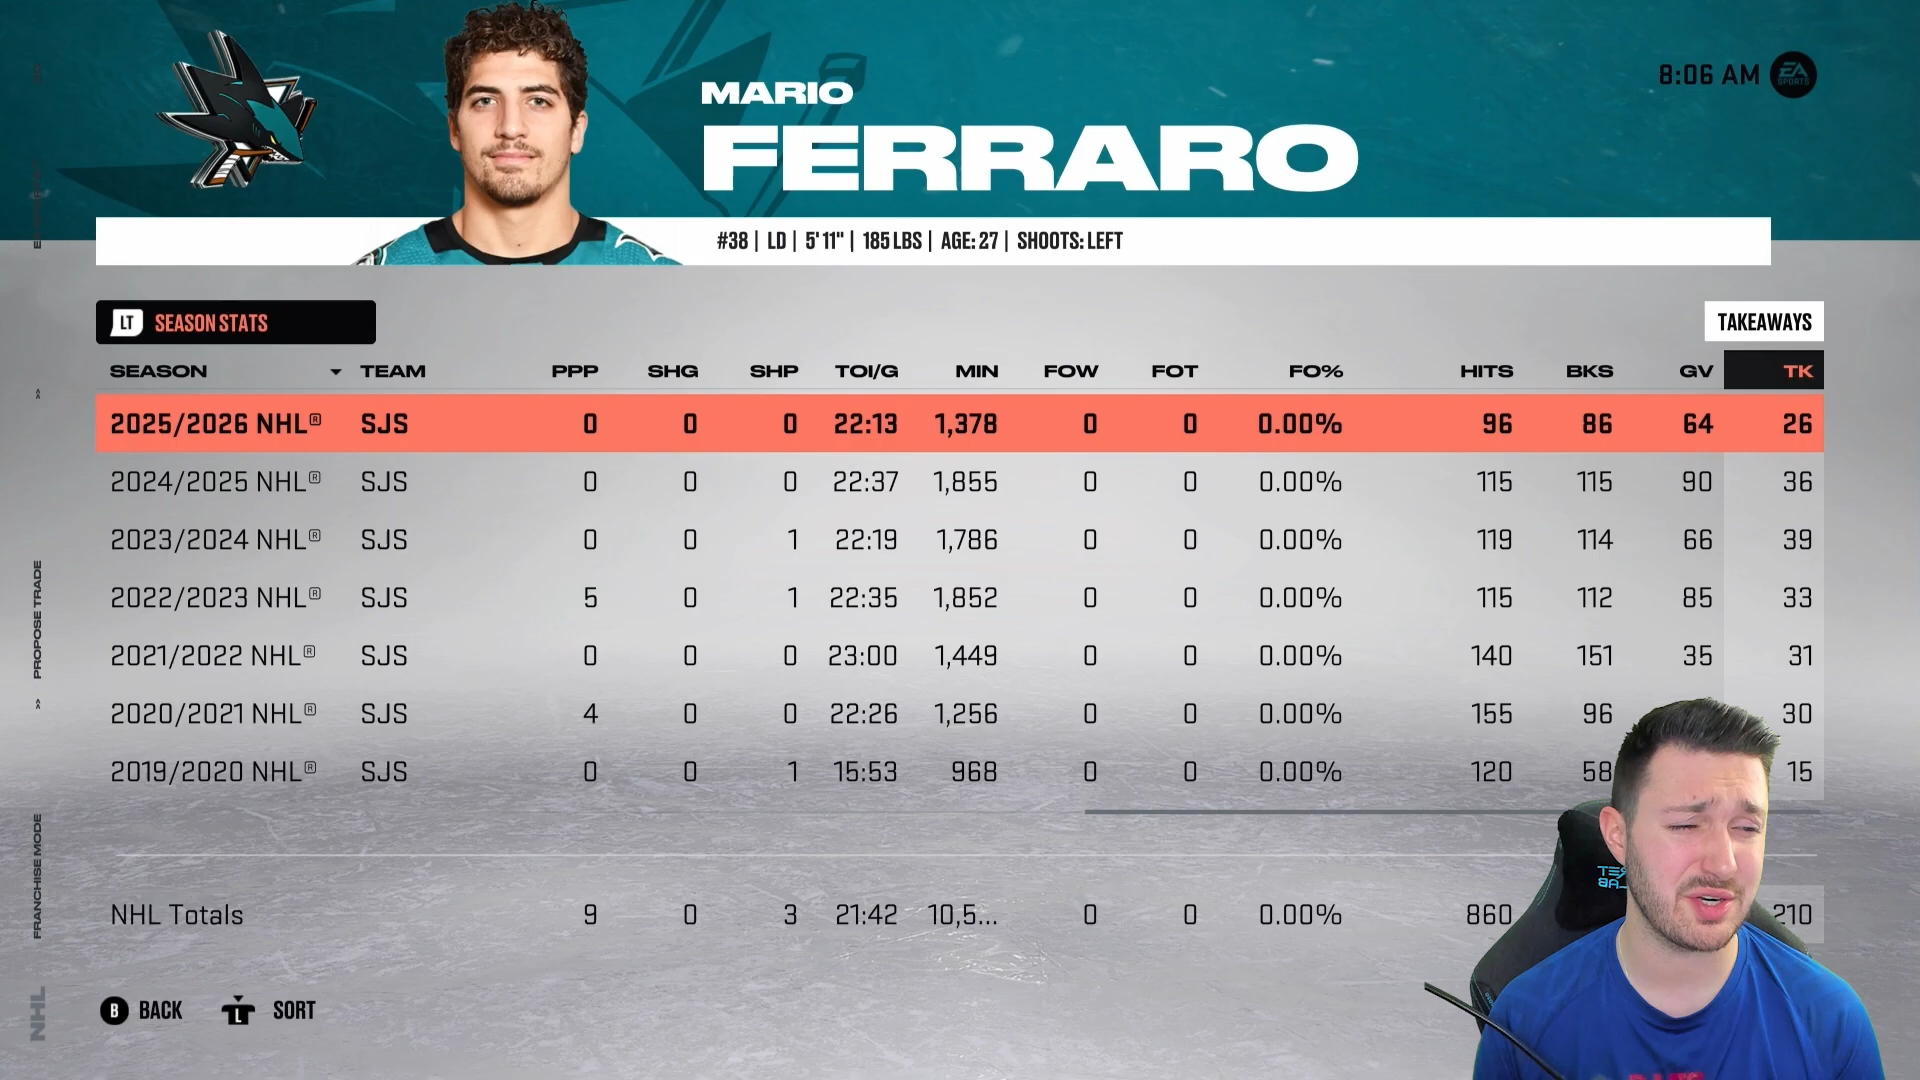 MARIO
FERRARO
8:06 AM
EA SPORTS
#38 | LD | 5'11" | 185 LBS | AGE: 27 | SHOOTS: LEFT
LT SEASON STATS
TAKEAWAYS
SEASON TEAM PPP SHG SHP TOI/G MIN FOW FOT FO% HITS BKS GV TK
2025/2026 NHL® SJS 0 0 0 22:13 1,378 0 0 0.00% 96 86 64 26
2024/2025 NHL® SJS 0 0 0 22:37 1,855 0 0 0.00% 115 115 90 36
2023/2024 NHL® SJS 0 0 1 22:19 1,786 0 0 0.00% 119 114 66 39
2022/2023 NHL® SJS 5 0 1 22:35 1,852 0 0 0.00% 115 112 85 33
2021/2022 NHL® SJS 0 0 0 23:00 1,449 0 0 0.00% 140 151 35 31
2020/2021 NHL® SJS 4 0 0 22:26 1,256 0 0 0.00% 155 96 30
2019/2020 NHL® SJS 0 0 1 15:53 968 0 0 0.00% 120 58 15
NHL Totals 9 0 3 21:42 10,5... 0 0 0.00% 860 210
B BACK L SORT
NHL
FRANCHISE MODE
>> PROPOSE TRADE
>>